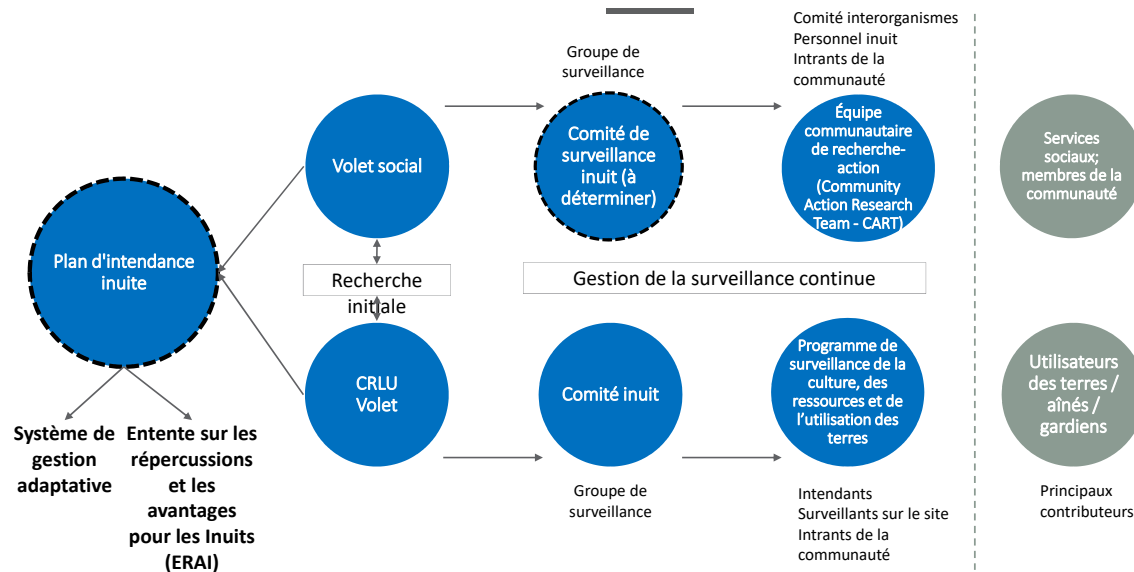 Comité interorganismes
Personnel inuit
Intrants de la
communauté
Groupe de
surveillance
Volet social
Comité de
surveillance
inuit (à
déterminer)
Équipe
communautaire
de recherche-
action
(Community
Action Research
Team - CART)
Services
sociaux;
membres de la
communauté
Plan d'intendance
inuite
Recherche
initiale
Gestion de la surveillance continue
CRLU
Volet
Comité inuit
Programme de
surveillance de la
culture, des
ressources et de
l'utilisation des
terres
Utilisateurs
des terres /
aînés /
gardiens
Système de
gestion
adaptative
Entente sur les
répercussions
et les
avantages
pour les Inuits
(ERAI)
Groupe de
surveillance
Intendants
Surveillants sur le site
Intrants de la
communauté
Principaux
contributeurs